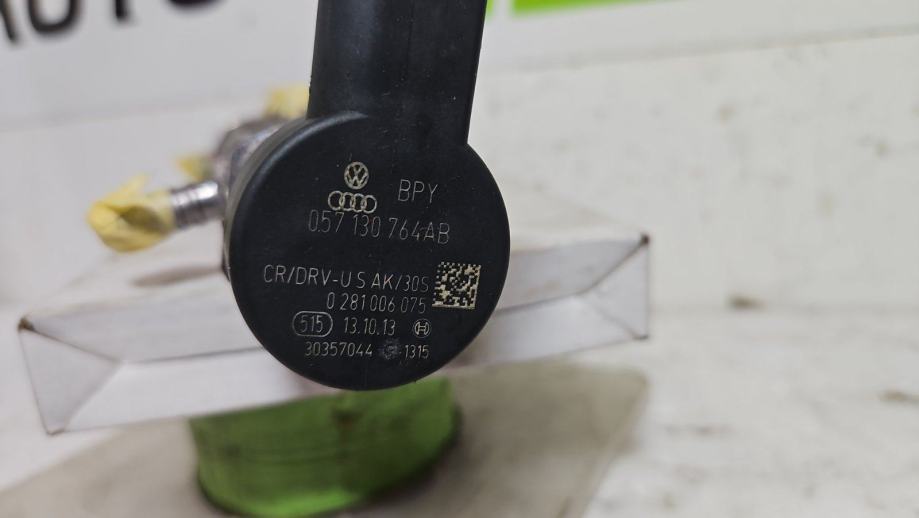 BPY
057 130 764AB
CR/DRV-U S AK/30S
0 281 006 075
515 13.10.13
30357044 1315